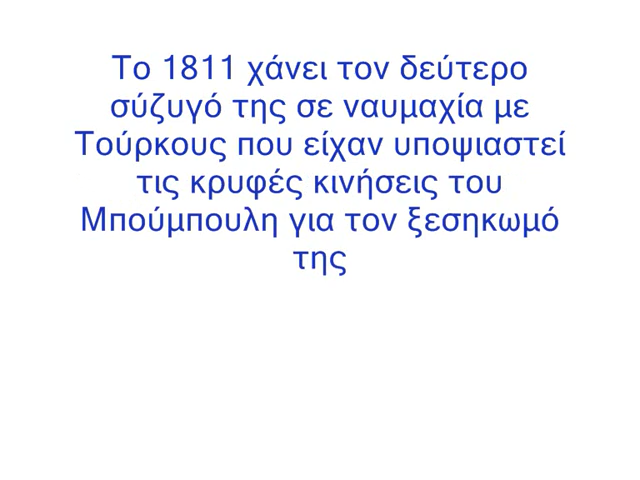 Το 1811 χάνει τον δεύτερο
σύζυγό της σε ναυμαχία με
Τούρκους που είχαν υποψιαστεί
τις κρυφές κινήσεις του
Μπούμπουλη για τον ξεσηκωμό
της